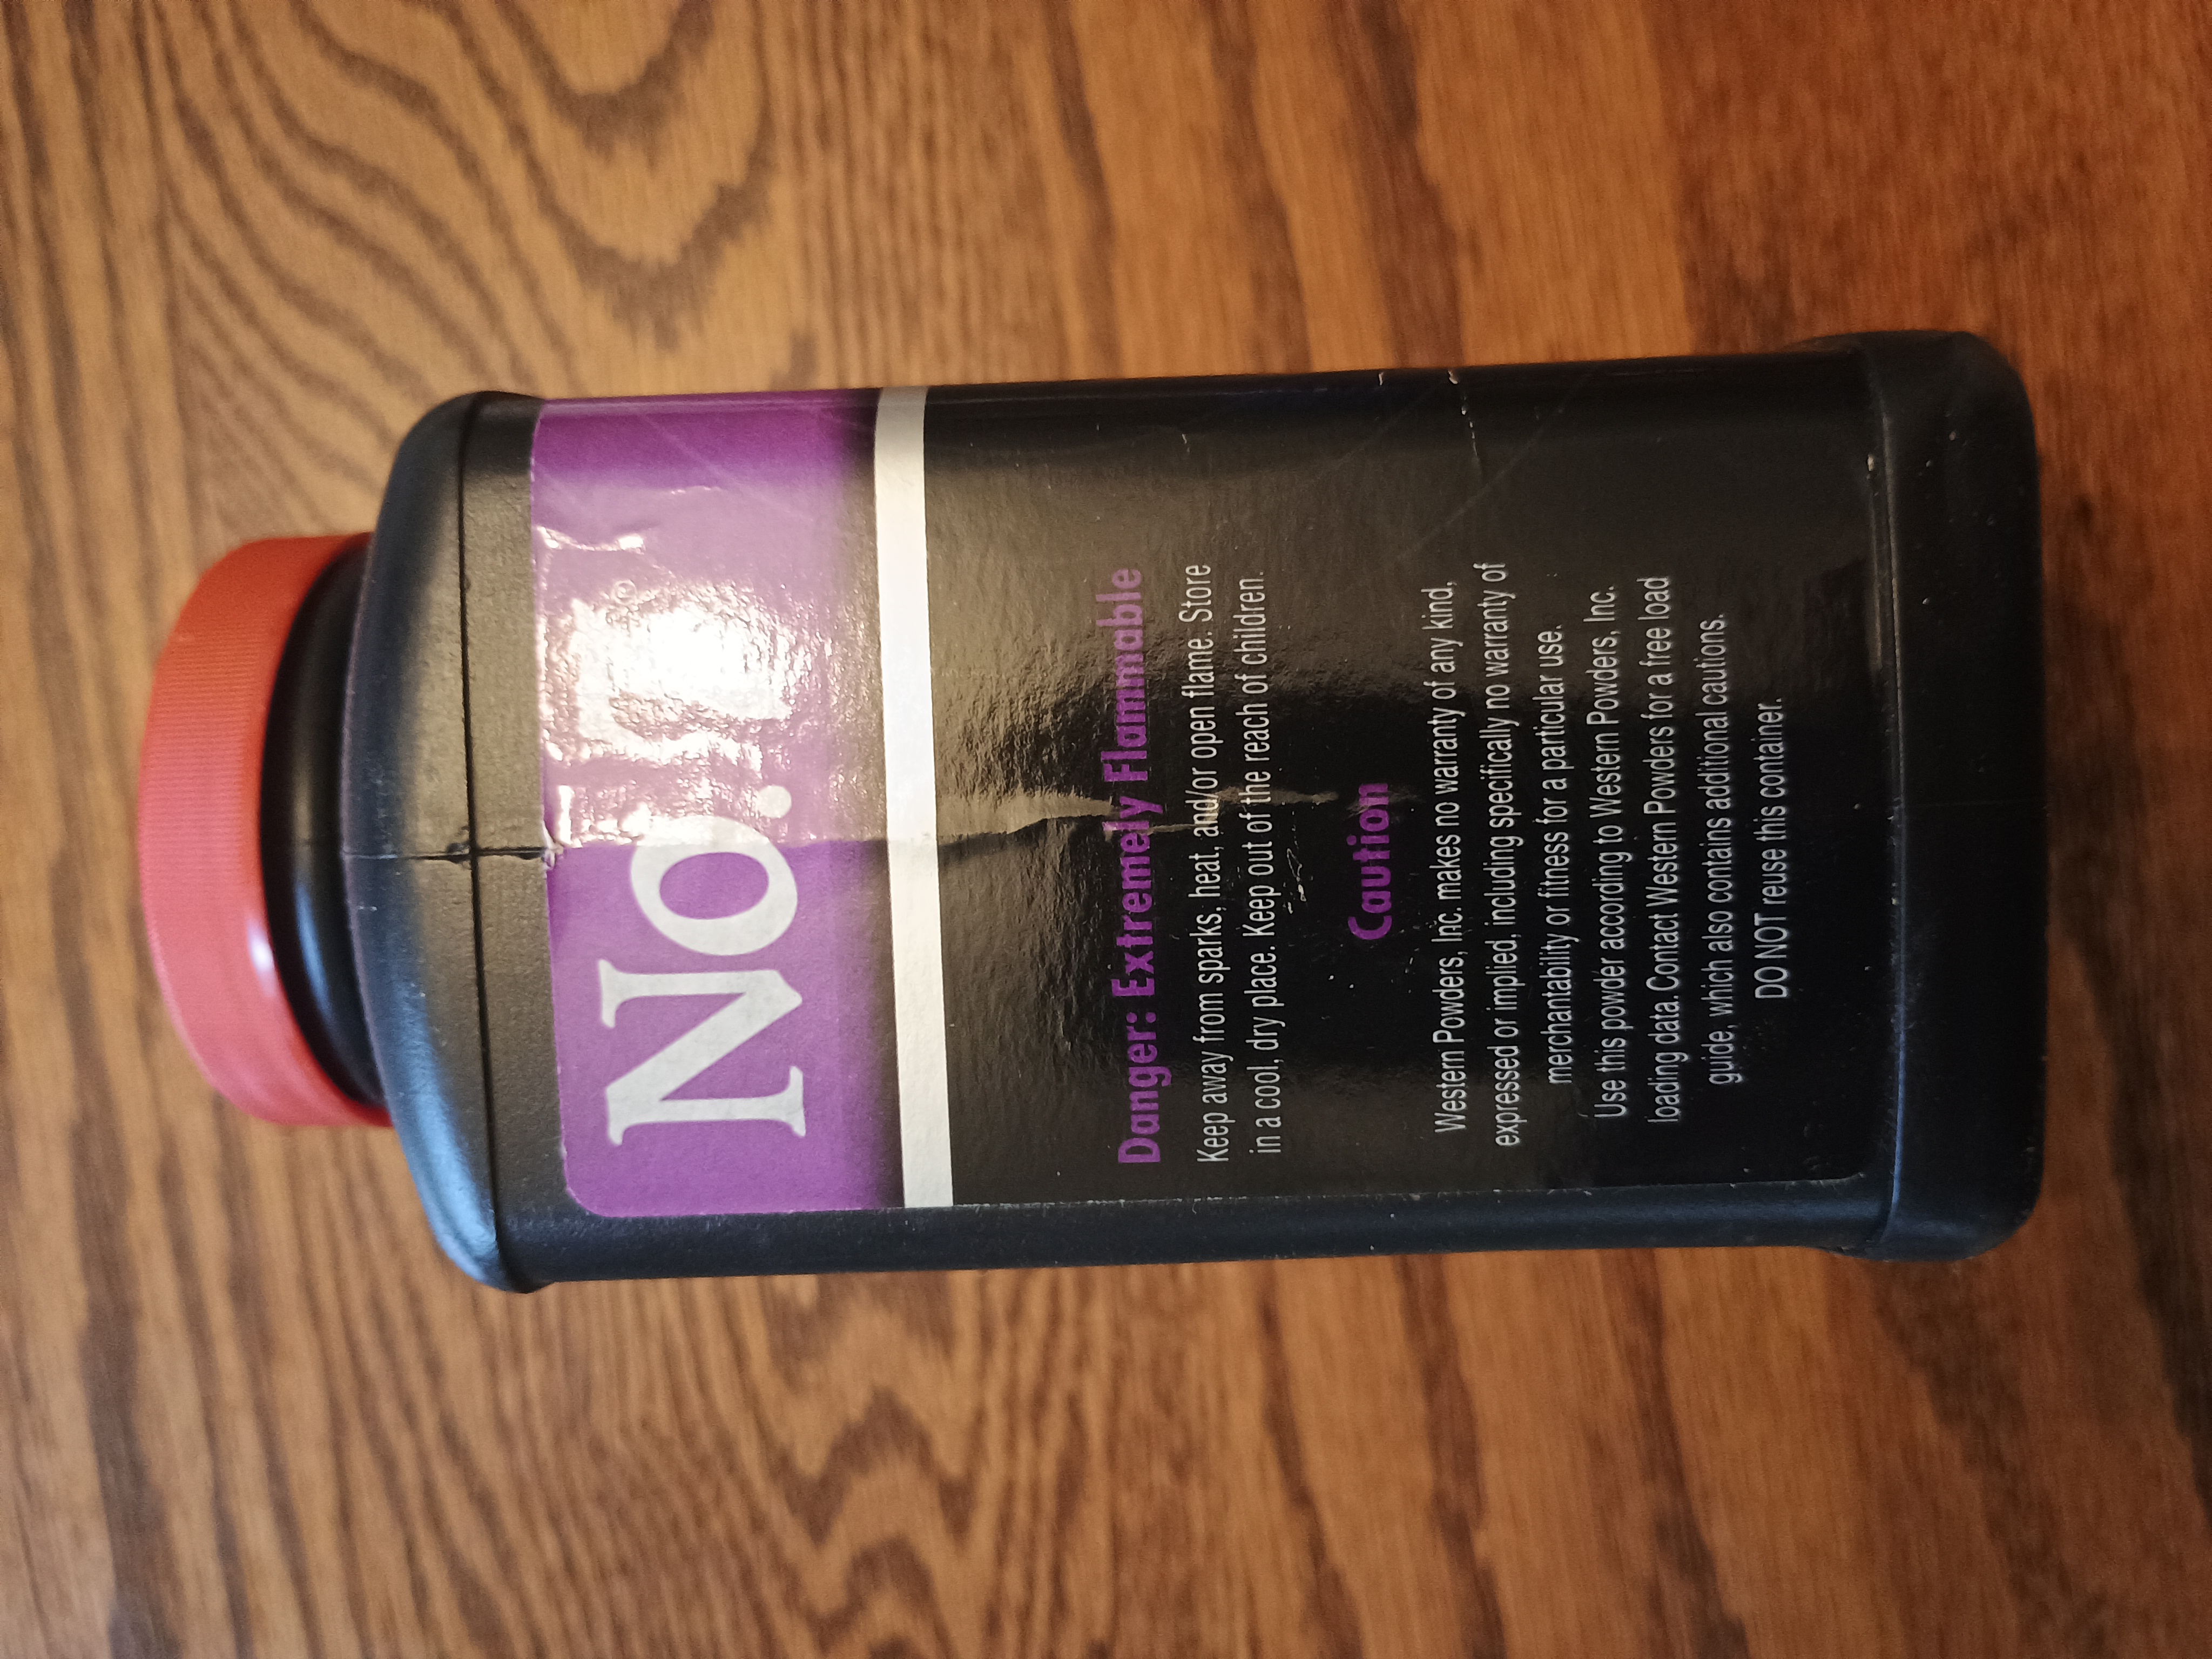 No.
Danger: Extremely Flammable
Keep away from sparks, heat, and/or open flame. Store
in a cool, dry place. Keep out of the reach of children.
Caution
Western Powders, Inc. makes no warranty of any kind,
expressed or implied, including specifically no warranty of
merchantability or fitness for a particular use.
Use this powder according to Western Powders, Inc.
loading data. Contact Western Powders for a free load
guide, which also contains additional cautions.
DO NOT reuse this container.